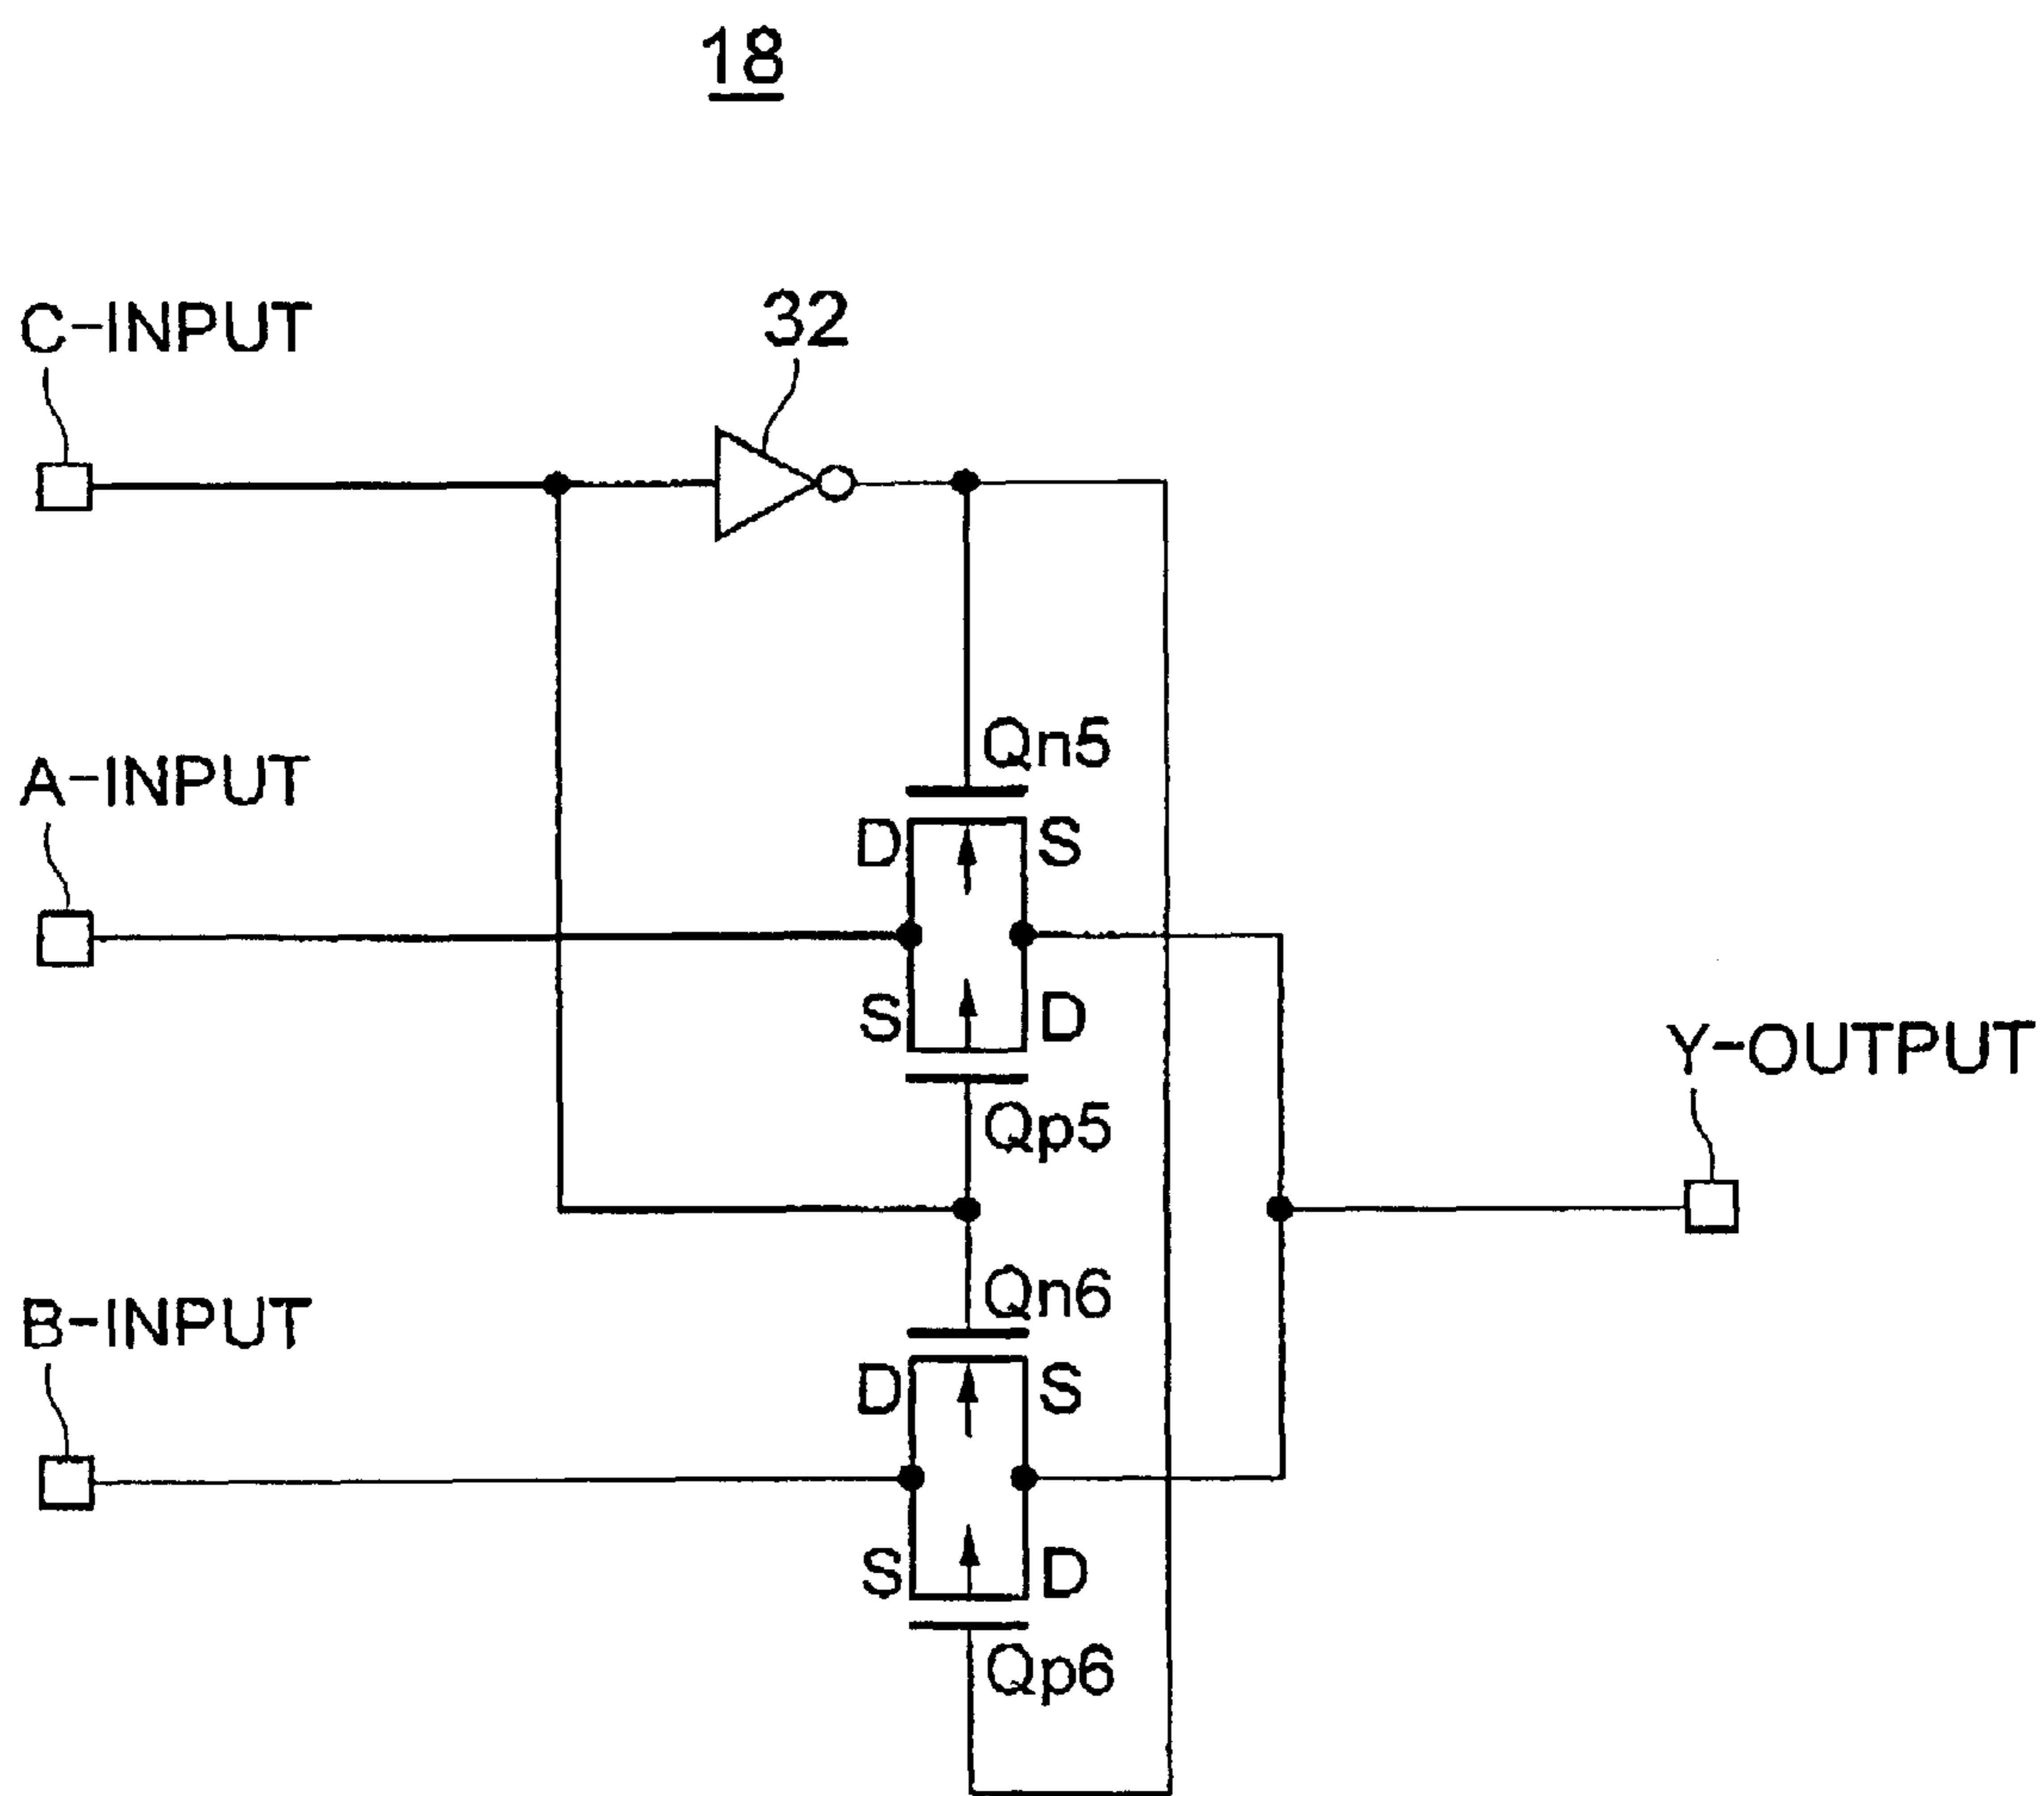 18
C-INPUT
32
Qn5
A-INPUT
D S
S D
Y-OUTPUT
Qp5
Qn6
B-INPUT
D S
S D
Qp6